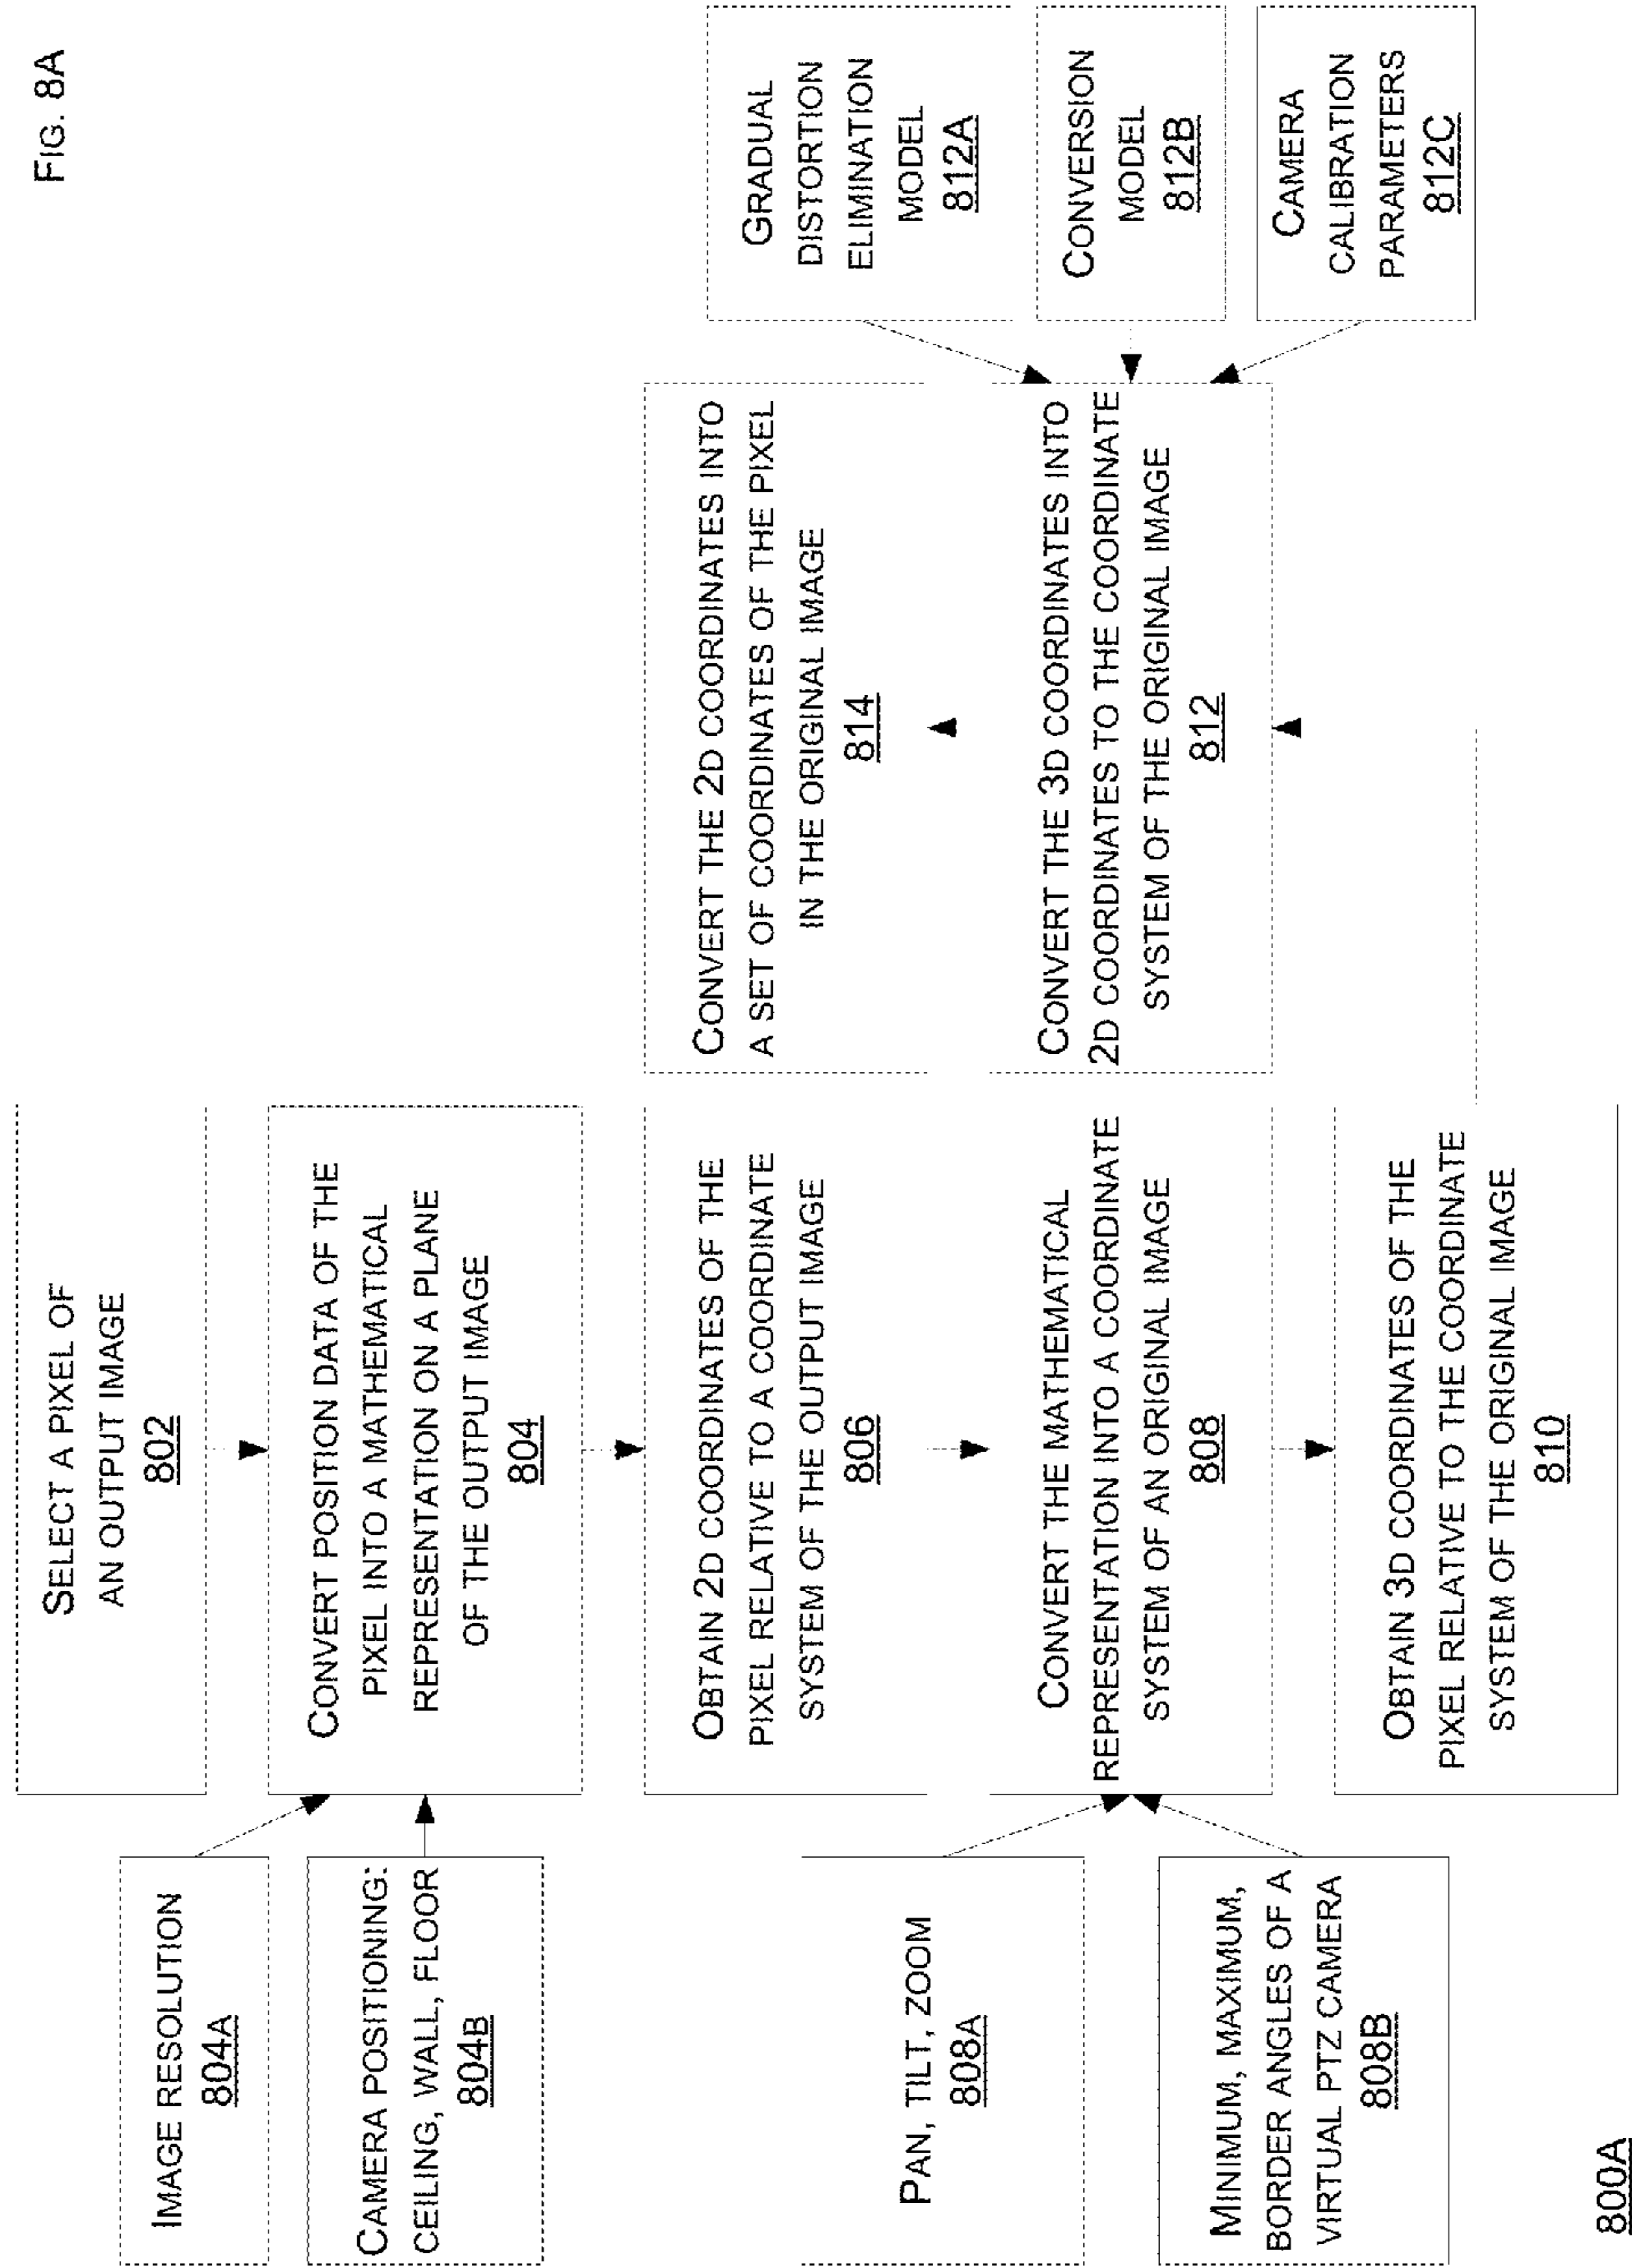 FIG. 8A
SELECT A PIXEL OF
AN OUTPUT IMAGE
802
IMAGE RESOLUTION
804A
CAMERA POSITIONING:
CEILING, WALL, FLOOR
804B
CONVERT POSITION DATA OF THE
PIXEL INTO A MATHEMATICAL
REPRESENTATION ON A PLANE
OF THE OUTPUT IMAGE
804
OBTAIN 2D COORDINATES OF THE
PIXEL RELATIVE TO A COORDINATE
SYSTEM OF THE OUTPUT IMAGE
806
PAN, TILT, ZOOM
808A
MINIMUM, MAXIMUM,
BORDER ANGLES OF A
VIRTUAL PTZ CAMERA
808B
CONVERT THE MATHEMATICAL
REPRESENTATION INTO A COORDINATE
SYSTEM OF AN ORIGINAL IMAGE
808
OBTAIN 3D COORDINATES OF THE
PIXEL RELATIVE TO THE COORDINATE
SYSTEM OF THE ORIGINAL IMAGE
810
CONVERT THE 2D COORDINATES INTO
A SET OF COORDINATES OF THE PIXEL
IN THE ORIGINAL IMAGE
814
CONVERT THE 3D COORDINATES INTO
2D COORDINATES TO THE COORDINATE
SYSTEM OF THE ORIGINAL IMAGE
812
GRADUAL
DISTORTION
ELIMINATION
MODEL
812A
CONVERSION
MODEL
812B
CAMERA
CALIBRATION
PARAMETERS
812C
800A